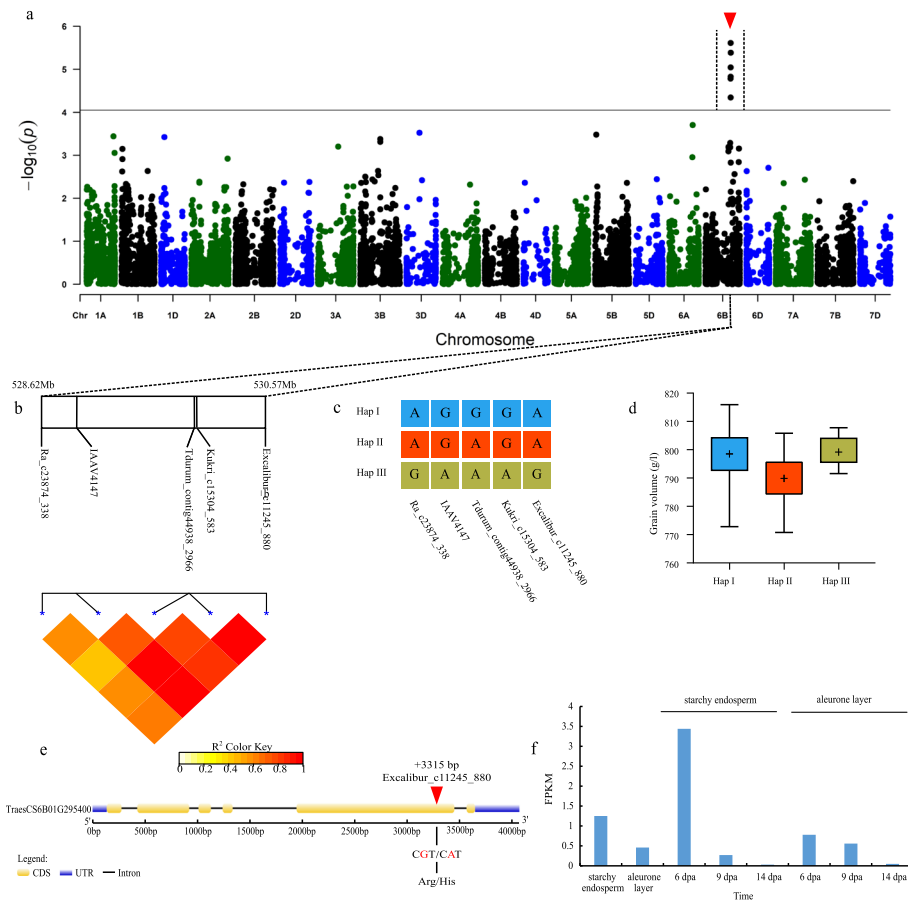 a
6
5
4
3
2
1
0
−log10(p)
Chr 1A 1B 1D 2A 2B 2D 3A 3B 3D 4A 4B 4D 5A 5B 5D 6A 6B 6D 7A 7B 7D
Chromosome
528.62Mb 530.57Mb
b
Ra_c23874_338
IAAV4147
Tdurum_contig44938_2966
Kukri_c15304_583
Excalibur_c11245_880
R2 Color Key
0 0.2 0.4 0.6 0.8 1
c
Hap I A G G G A
Hap II A G A G A
Hap III G A A A G
Ra_c23874_338
IAAV4147
Tdurum_contig44938_2966
Kukri_c15304_583
Excalibur_c11245_880
d
Grain volume (g/l)
820
810
800
790
780
770
760
Hap I Hap II Hap III
e
+3315 bp
Excalibur_c11245_880
TraesCS6B01G295400
5' 3'
0bp 500bp 1000bp 1500bp 2000bp 2500bp 3000bp 3500bp 4000bp
CGT/CAT
Arg/His
Legend:
CDS UTR Intron
f
starchy endosperm aleurone layer
FPKM
4
3.5
3
2.5
2
1.5
1
0.5
0
starchy endosperm
aleurone layer
6 dpa 9 dpa 14 dpa 6 dpa 9 dpa 14 dpa
Time